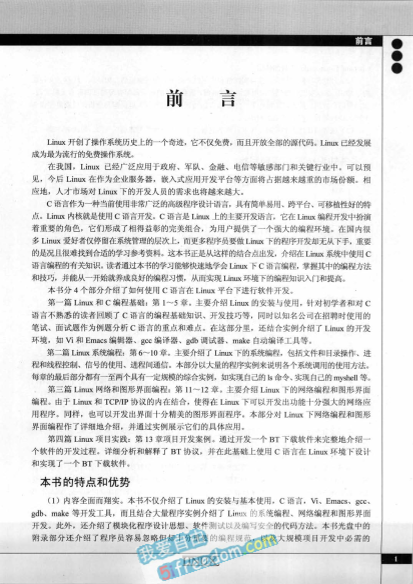 前言
前 言
Linux 开创了操作系统历史上的一个奇迹，它不仅免费，而且开放全部的源代码。Linux 已经发展
成为最为流行的免费操作系统。
在我国，Linux 已经广泛应用于政府、军队、金融、电信等敏感部门和关键行业中。可以预
见，今后 Linux 在作为企业服务器，嵌入式应用开发平台等方面将占据越来越重的市场份额。相
应地，人才市场对 Linux 下的开发人员的需求也将越来越大。
C 语言作为一种当前使用非常广泛的高级程序设计语言，具有简单易用、跨平台、可移植性好的特
点。Linux 内核就是使用 C 语言开发。C 语言是 Linux 上的主要开发语言，它在 Linux 编程开发中扮演
着重要的角色，它们形成了相得益彰的完美组合，为用户提供了一个强大的编程环境。在国内很
多 Linux 爱好者仅停留在系统管理的层次上，而更多程序员要做 Linux 下的程序开发却无从下手，重要
的是况且很难找到合适的学习参考资料。这本书正是从这样的结合点出发，介绍在 Linux 系统中使用 C
语言编程的有关知识。读者通过本书的学习能够快速地学会 Linux 下 C 语言编程，掌握其中的编程方法
和技巧，并能从一开始就养成良好的编程习惯，从而实现 Linux 环境下的编程知识入门和提高。
本书分 4 个部分介绍了如何使用 C 语言在 Linux 平台下进行软件开发。
第一篇 Linux 和 C 编程基础：第 1～5 章。主要介绍 Linux 的安装与使用，针对初学者和对 C
语言不熟悉的读者回顾了 C 语言的编程基础知识、开发技巧等，同时以知名公司在招聘时使用的
笔试、面试题作为例题分析 C 语言的重点和难点。在这部分里，还结合实例介绍了 Linux 的开发
环境，如 Vi 和 Emacs 编辑器、gcc 编译器、gdb 调试器、make 自动编译工具等。
第二篇 Linux 系统编程：第 6～10 章。主要介绍了 Linux 下的系统编程，包括文件和目录操作、进
程和线程控制、信号的使用、进程间通信。本部分以大量的程序实例来说明各个系统调用的使用方法。
每章的最后部分都有一至两个具有一定规模的综合实例，如实现自己的 ls 命令、实现自己的 myshell 等。
第三篇 Linux 网络和图形界面编程：第 11～12 章。主要介绍 Linux 下的网络编程和图形界面
编程。由于 Linux 和 TCP/IP 协议的内在结合，使得在 Linux 下可以开发出功能十分强大的网络应
用程序。同样，也可以开发出界面十分精美的图形界面程序。本部分对 Linux 下网络编程和图形
界面编程作了详细地介绍，并通过实例展示它们的具体应用。
第四篇 Linux 项目实践：第 13 章项目开发案例。通过开发一个 BT 下载软件来完整地介绍一
个软件的开发过程。详细分析和解释了 BT 协议，并在此基础上使用 C 语言在 Linux 环境下设计
和实现了一个 BT 下载软件。
本书的特点和优势
（1）内容全面而翔实。本书不仅介绍了 Linux 的安装与基本使用，C 语言，Vi、Emacs、gcc、
gdb、make 等开发工具，而且结合大量程序实例介绍了 Linux 的系统编程、网络编程和图形界面
开发。此外，还介绍了模块化程序设计思想、软件测试以及编写安全的代码方法。本书光盘中的
附录部分还介绍了程序员容易忽略但
大规模项目开发中必需的
1